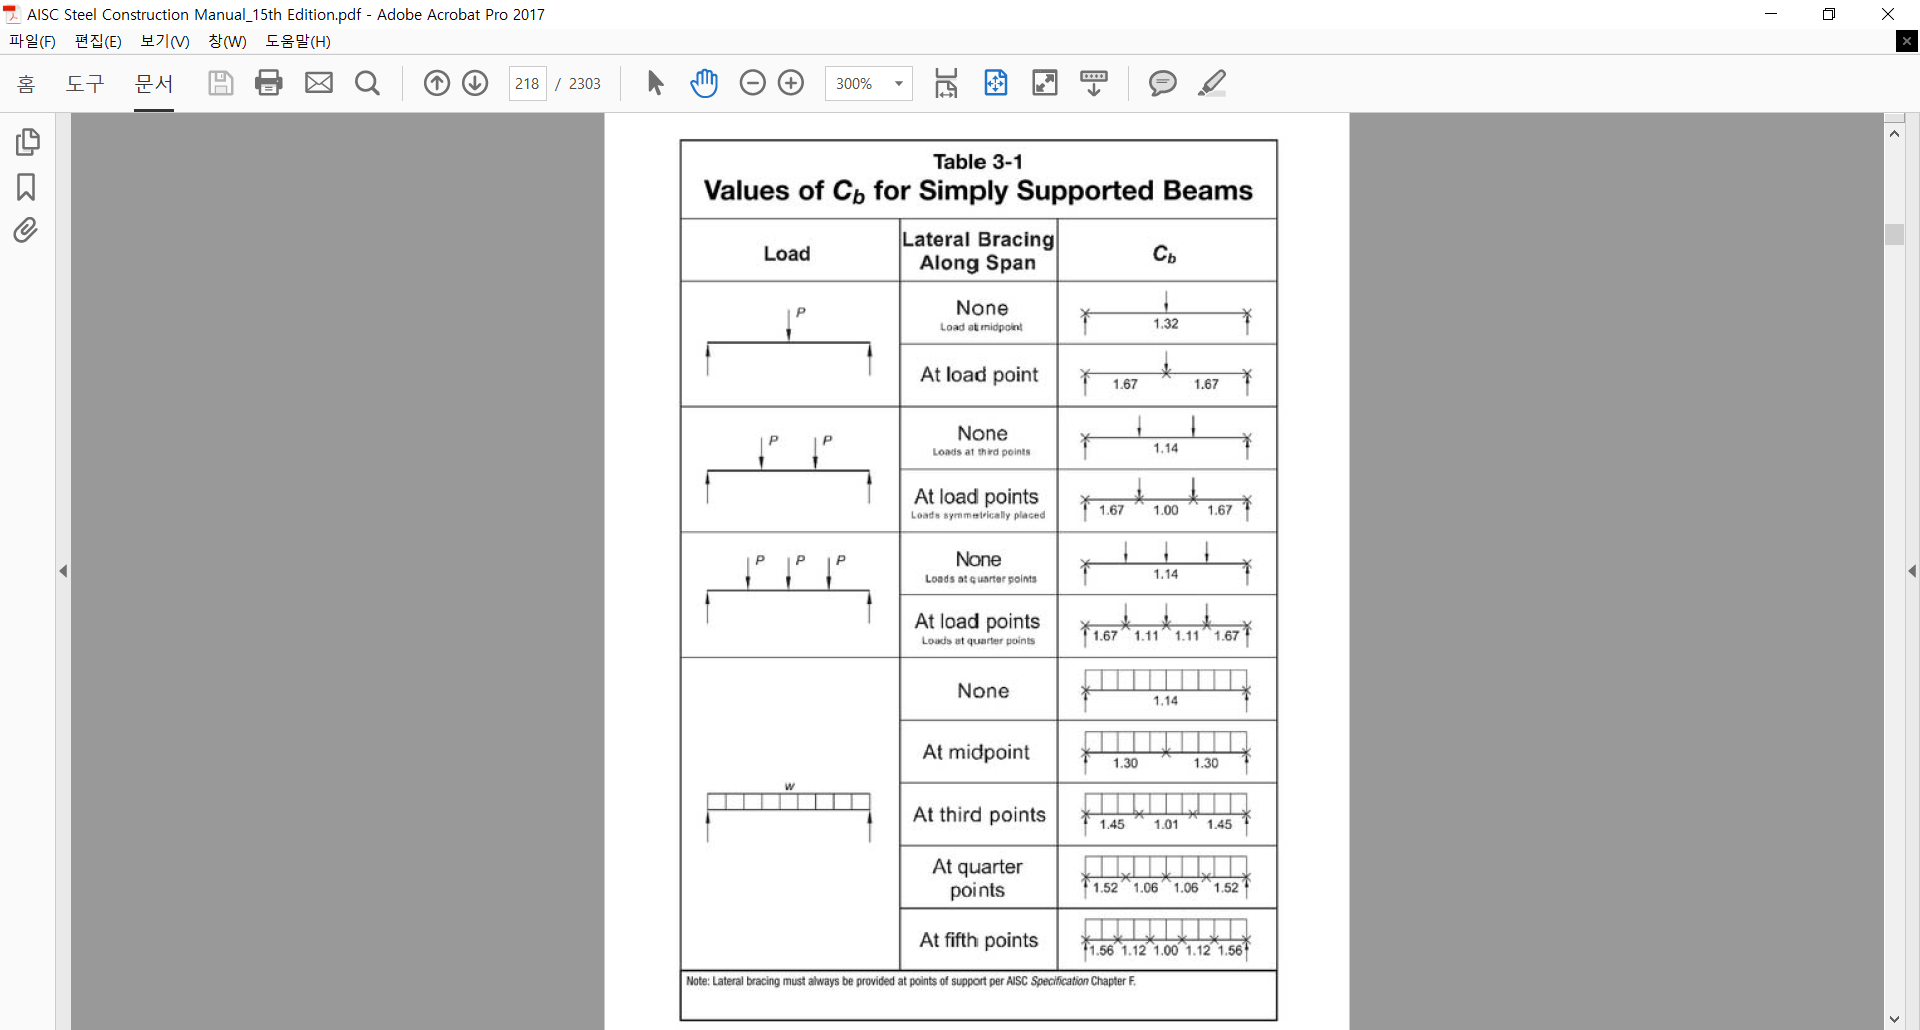 AISC Steel Construction Manual_15th Edition.pdf - Adobe Acrobat Pro 2017
파일(F) 편집(E) 보기(V) 창(W) 도움말(H)
홈 도구 문서 218 / 2303 300%
Table 3-1
Values of Cb for Simply Supported Beams
Load
Lateral Bracing
Along Span
Cb
P
None
Load at midpoint
1.32
At load point
1.67 1.67
P P
None
Loads at third points
1.14
At load points
Loads symmetrically placed
1.67 1.00 1.67
P P P
None
Loads at quarter points
1.14
At load points
Loads at quarter points
1.67 1.11 1.11 1.67
w
None
1.14
At midpoint
1.30 1.30
At third points
1.45 1.01 1.45
At quarter
points
1.52 1.06 1.06 1.52
At fifth points
1.56 1.12 1.00 1.12 1.56
Note: Lateral bracing must always be provided at points of support per AISC Specification Chapter F.